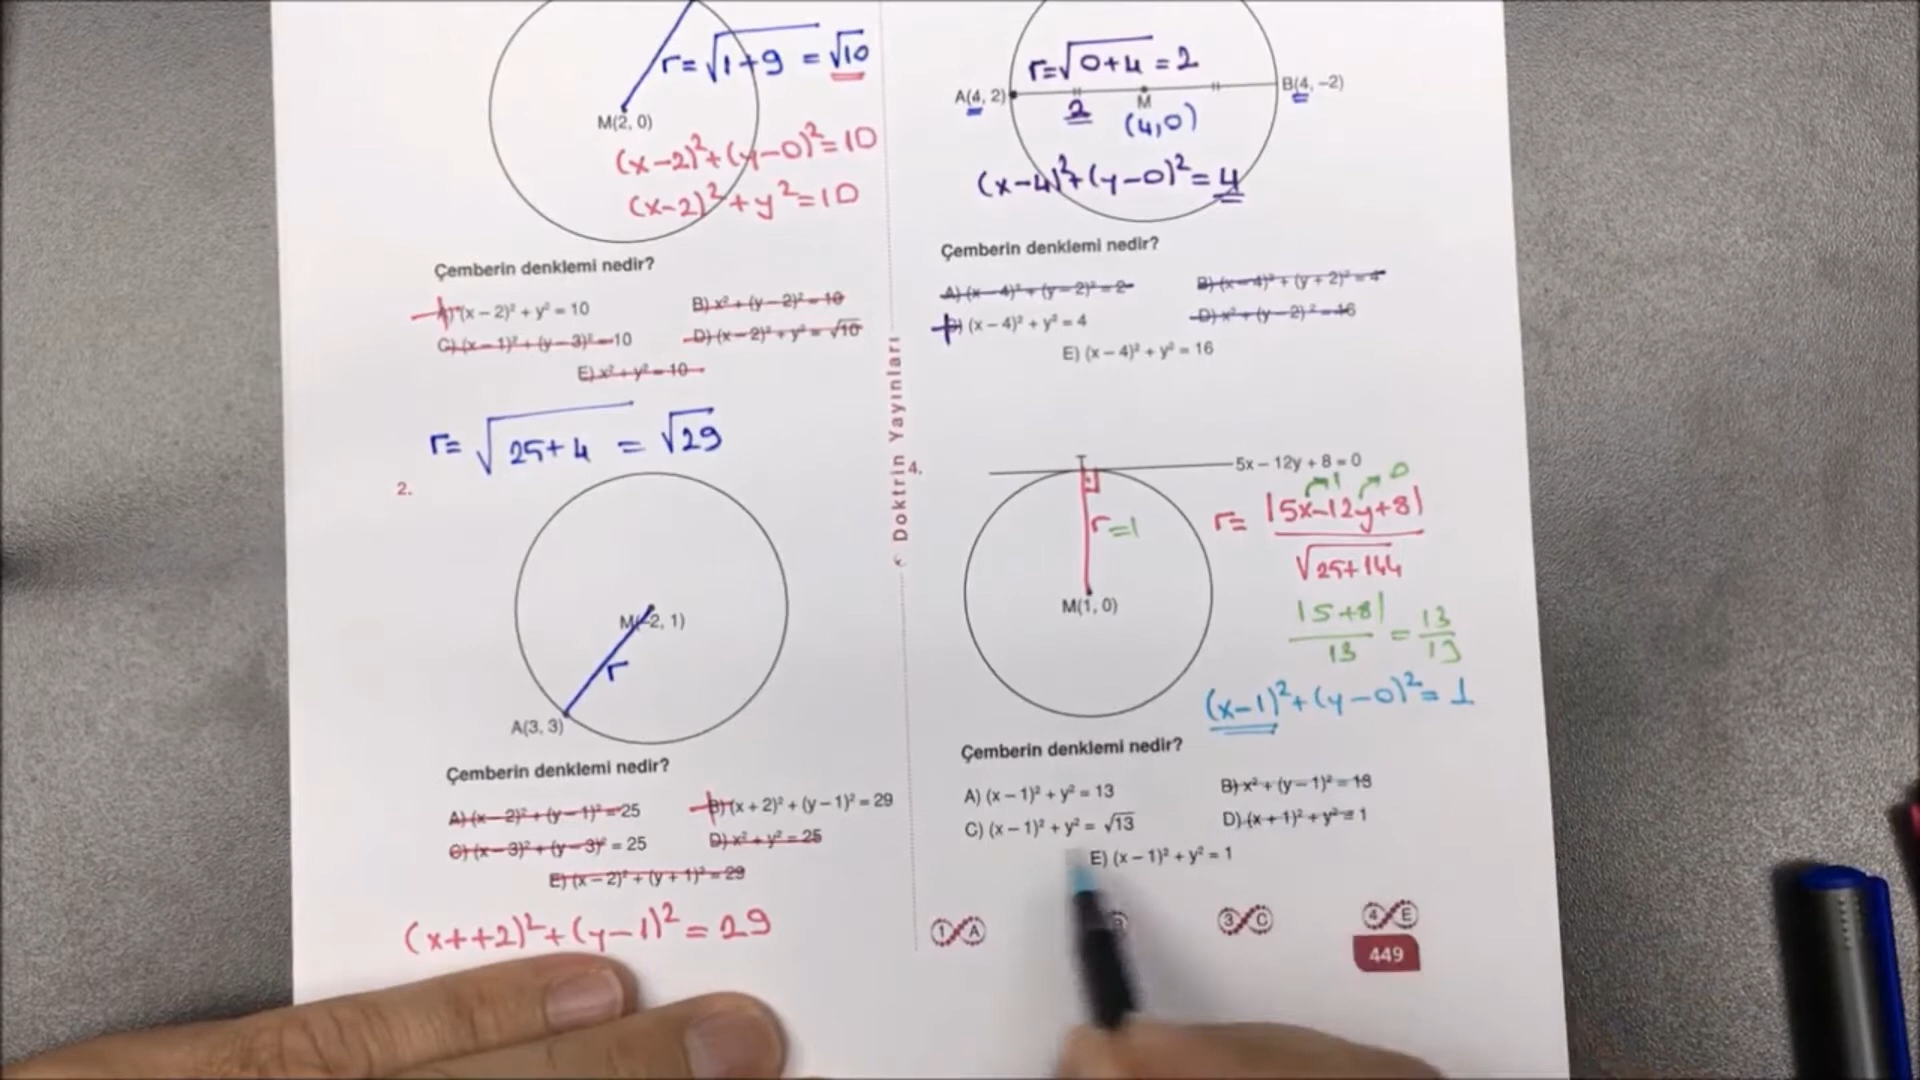 r=√1+9 = √10
M(2, 0)
(x-2)²+(y-0)²=10
(x-2)²+y²=10
Çemberin denklemi nedir?
A) (x – 2)² + y² = 10
B) x² + (y – 2)² = 10
C) (x – 1)² + (y – 3)² = 10
D) (x – 2)² + y² = √10
E) x² + y² = 10
r= √25+4 = √29
2.
M(–2, 1)
r
A(3, 3)
Çemberin denklemi nedir?
A) (x – 2)² + (y – 1)² = 25
B) (x + 2)² + (y – 1)² = 29
C) (x – 3)² + (y – 3)² = 25
D) x² + y² = 25
E) (x – 2)² + (y + 1)² = 29
(x++2)²+(y-1)²=29
Doktrin Yayınları
r=√0+4 = 2
A(4, 2)
B(4, –2)
2
M
(4,0)
(x-4)²+(y-0)²=4
Çemberin denklemi nedir?
A) (x – 4)² + (y – 2)² = 2
B) (x – 4)² + (y + 2)² = 4
(x – 4)² + y² = 4
D) x² + (y – 2)² = 16
E) (x – 4)² + y² = 16
4.
T
5x – 12y + 8 = 0
1 0
r=1
r= |5x-12y+8|
√25+144
M(1, 0)
|5+8|
13
= 13
13
(x-1)²+(y-0)²=1
Çemberin denklemi nedir?
A) (x – 1)² + y² = 13
B) x² + (y – 1)² = 13
C) (x – 1)² + y² = √13
D) (x + 1)² + y² = 1
E) (x – 1)² + y² = 1
1 A
3 C
4 E
449